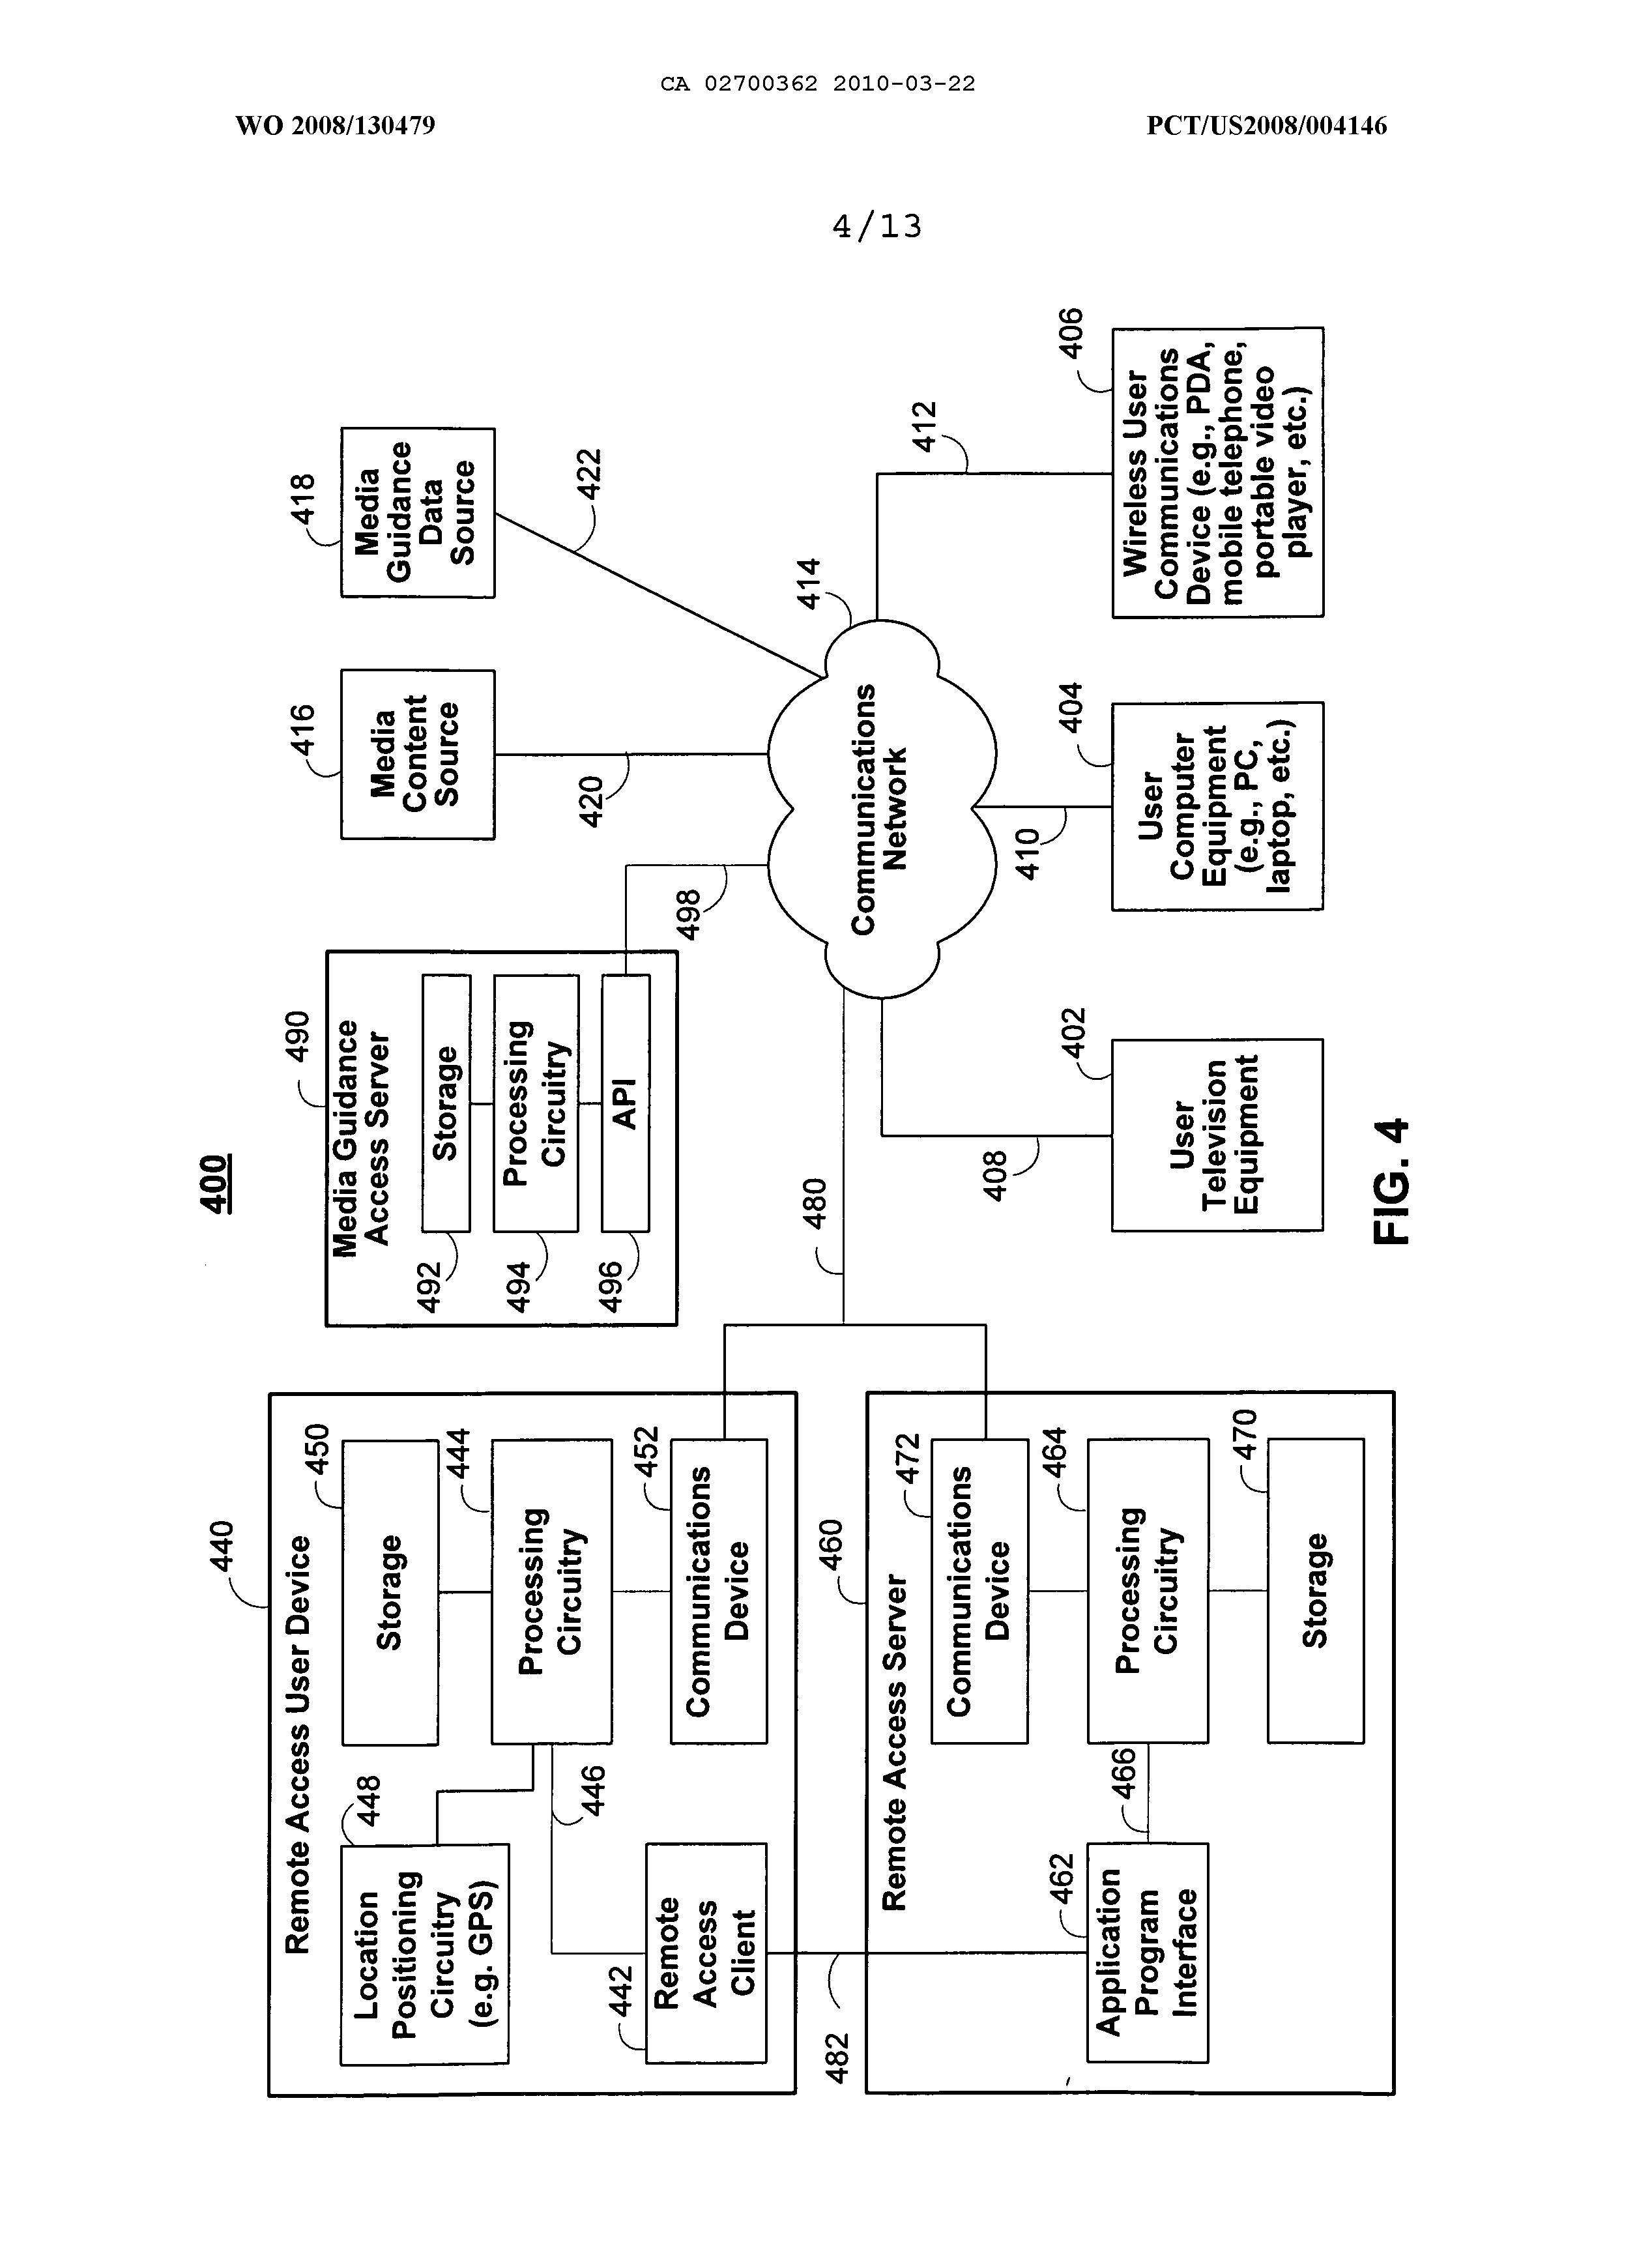 CA 02700362 2010-03-22
WO 2008/130479
PCT/US2008/004146
4/13
400
440
Remote Access User Device
448
Location
Positioning
Circuitry
(e.g. GPS)
450
Storage
444
Processing
Circuitry
446
442
Remote
Access
Client
452
Communications
Device
482
460
Remote Access Server
472
Communications
Device
464
Processing
Circuitry
466
462
Application
Program
Interface
470
Storage
480
490
Media Guidance
Access Server
492
Storage
494
Processing
Circuitry
496
API
498
416
Media
Content
Source
420
418
Media
Guidance
Data
Source
422
414
Communications
Network
408
402
User
Television
Equipment
410
404
User
Computer
Equipment
(e.g., PC,
laptop, etc.)
412
406
Wireless User
Communications
Device (e.g., PDA,
mobile telephone,
portable video
player, etc.)
FIG. 4